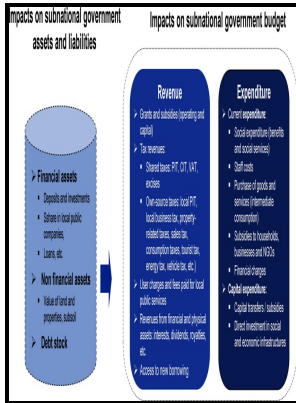 Impacts on subnational government
assets and liabilities
Impacts on subnational government budget
Financial assets
Deposits and investments
Sahare in local public
companies,
Loans, etc.
Non financial assets
Value of land and
properties, subsoil
Debt stock
Revenue
Grants and subsidies (operating and
capital)
Tax revenues:
Shared taxes: PIT, CIT, VAT,
excises
Own-source taxes: local PIT,
local business tax, property-
related taxes, sales tax,
consumption taxes, tourist tax,
energy tax, vehicle tax, etc.)
User charges and fees paid for local
public services
Revenues from financial and physical
assets: interests, dividends, royalties,
etc
Access to new borrowing
Expenditure
Current expenditure:
Social expenditure (benefits
and social services)
Staff costs
Purchase of goods and
services (intermediate
consumption)
Subsidies to households,
businesses and NGOs
Financial charges
Capital expenditure:
Capital transfers / subsidies
Direct investment in social
and economic infrastructures